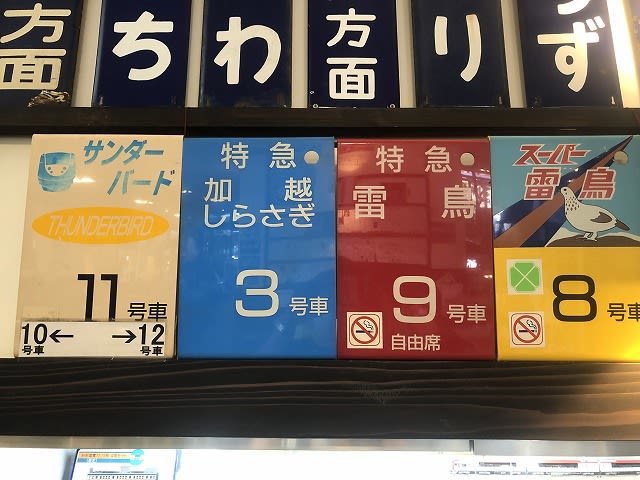 方面
ちわ
方面
り
ず
サンダー
バード
THUNDERBIRD
11号車
10← →12
号車 号車
特急
加越
しらさぎ
3号車
特急
雷鳥
9号車
自由席
スーパー
雷鳥
8号車